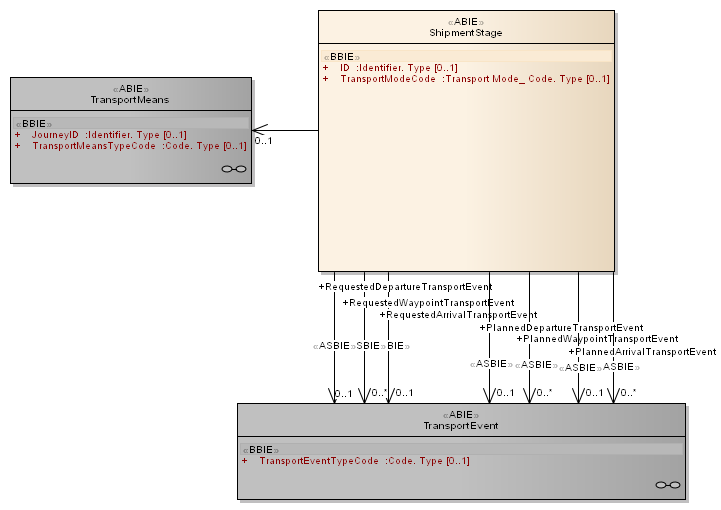 «ABIE»
ShipmentStage
«BBIE»
+ ID :Identifier. Type [0..1]
+ TransportModeCode :Transport Mode_ Code. Type [0..1]
«ABIE»
TransportMeans
«BBIE»
+ JourneyID :Identifier. Type [0..1]
+ TransportMeansTypeCode :Code. Type [0..1]
0..1
+RequestedDepartureTransportEvent
+RequestedWaypointTransportEvent
+RequestedArrivalTransportEvent
+PlannedDepartureTransportEvent
+PlannedWaypointTransportEvent
+PlannedArrivalTransportEvent
«ASBIE» SBIE» BIE» «ASBIE» «ASBIE» «ASBIE» ASBIE»
0..1 0..* 0..1 0..1 0..* 0..1 0..*
«ABIE»
TransportEvent
«BBIE»
+ TransportEventTypeCode :Code. Type [0..1]